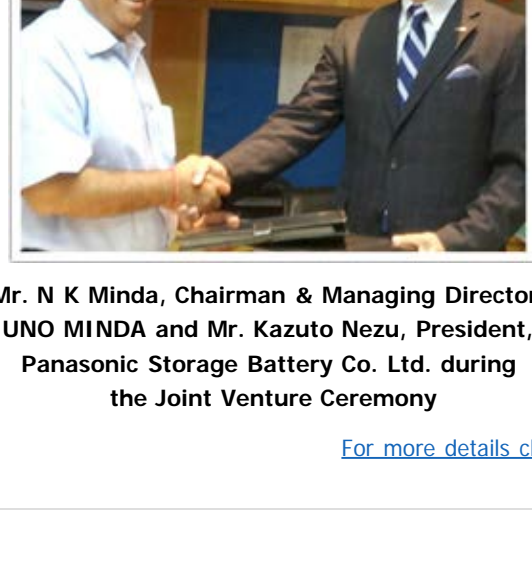 Mr. N K Minda, Chairman & Managing Director
UNO MINDA and Mr. Kazuto Nezu, President,
Panasonic Storage Battery Co. Ltd. during
the Joint Venture Ceremony
For more details cl